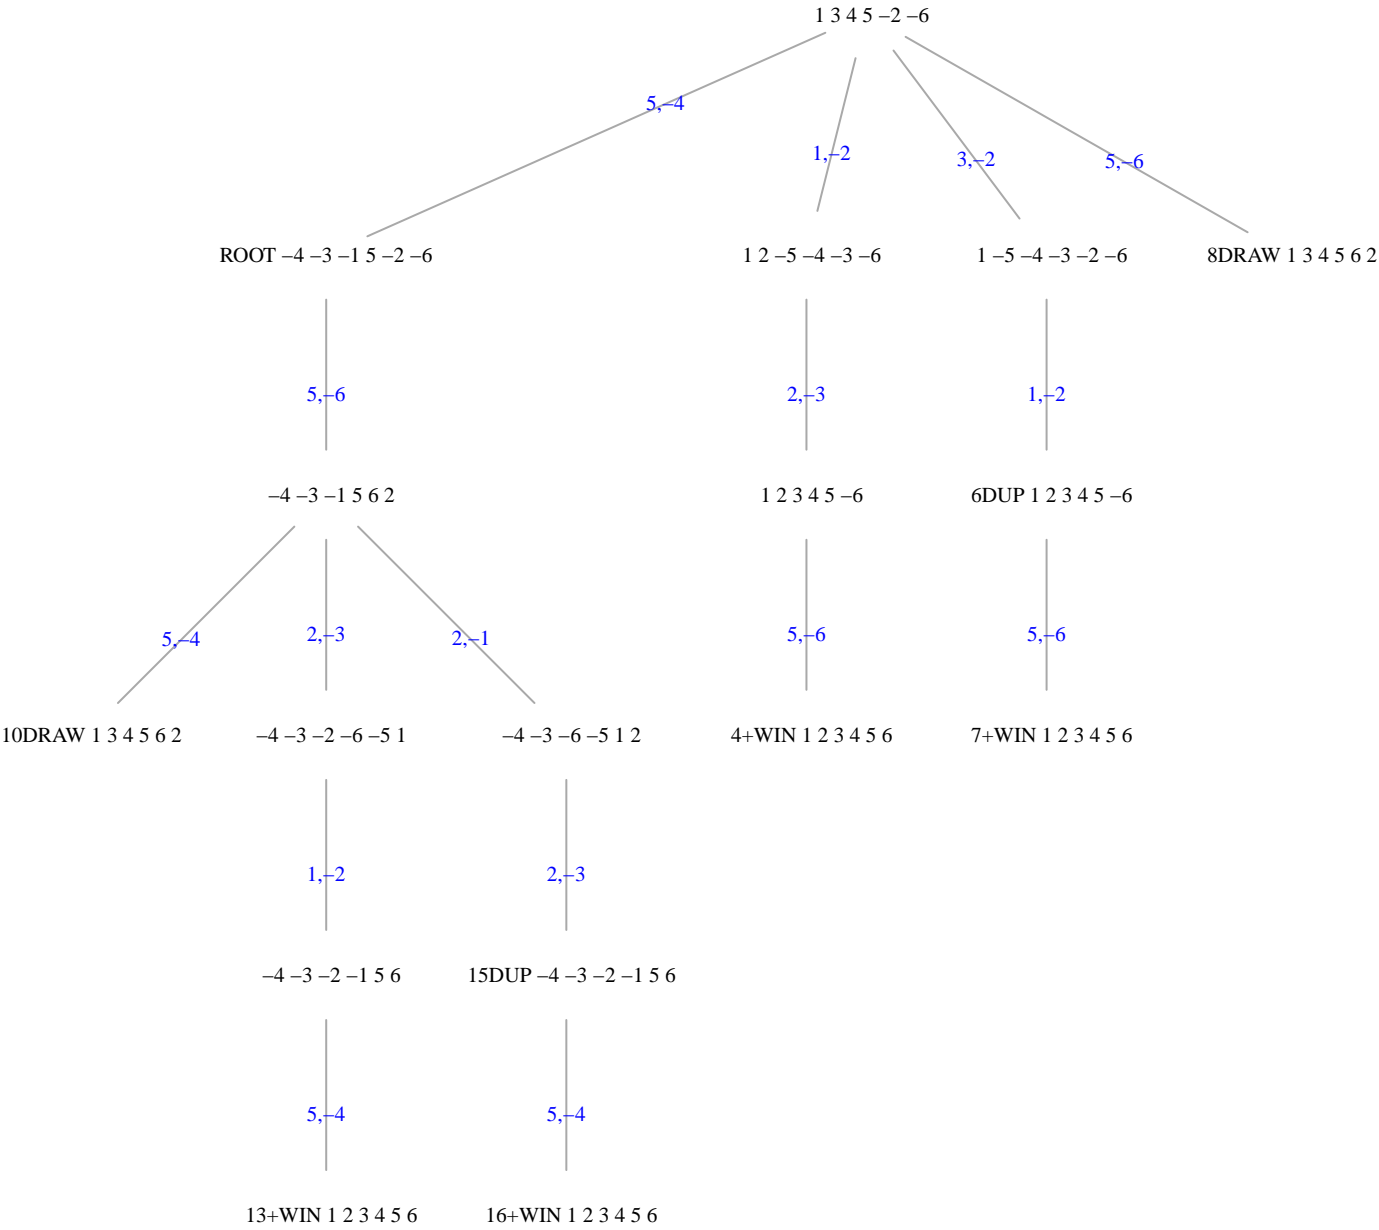 1 3 4 5 –2 –6
5,–4
1,–2
3,–2
5,–6
ROOT –4 –3 –1 5 –2 –6
1 2 –5 –4 –3 –6
1 –5 –4 –3 –2 –6
8DRAW 1 3 4 5 6 2
5,–6
2,–3
1,–2
–4 –3 –1 5 6 2
1 2 3 4 5 –6
6DUP 1 2 3 4 5 –6
5,–4
2,–3
2,–1
5,–6
5,–6
10DRAW 1 3 4 5 6 2
–4 –3 –2 –6 –5 1
–4 –3 –6 –5 1 2
4+WIN 1 2 3 4 5 6
7+WIN 1 2 3 4 5 6
1,–2
2,–3
–4 –3 –2 –1 5 6
15DUP –4 –3 –2 –1 5 6
5,–4
5,–4
13+WIN 1 2 3 4 5 6
16+WIN 1 2 3 4 5 6